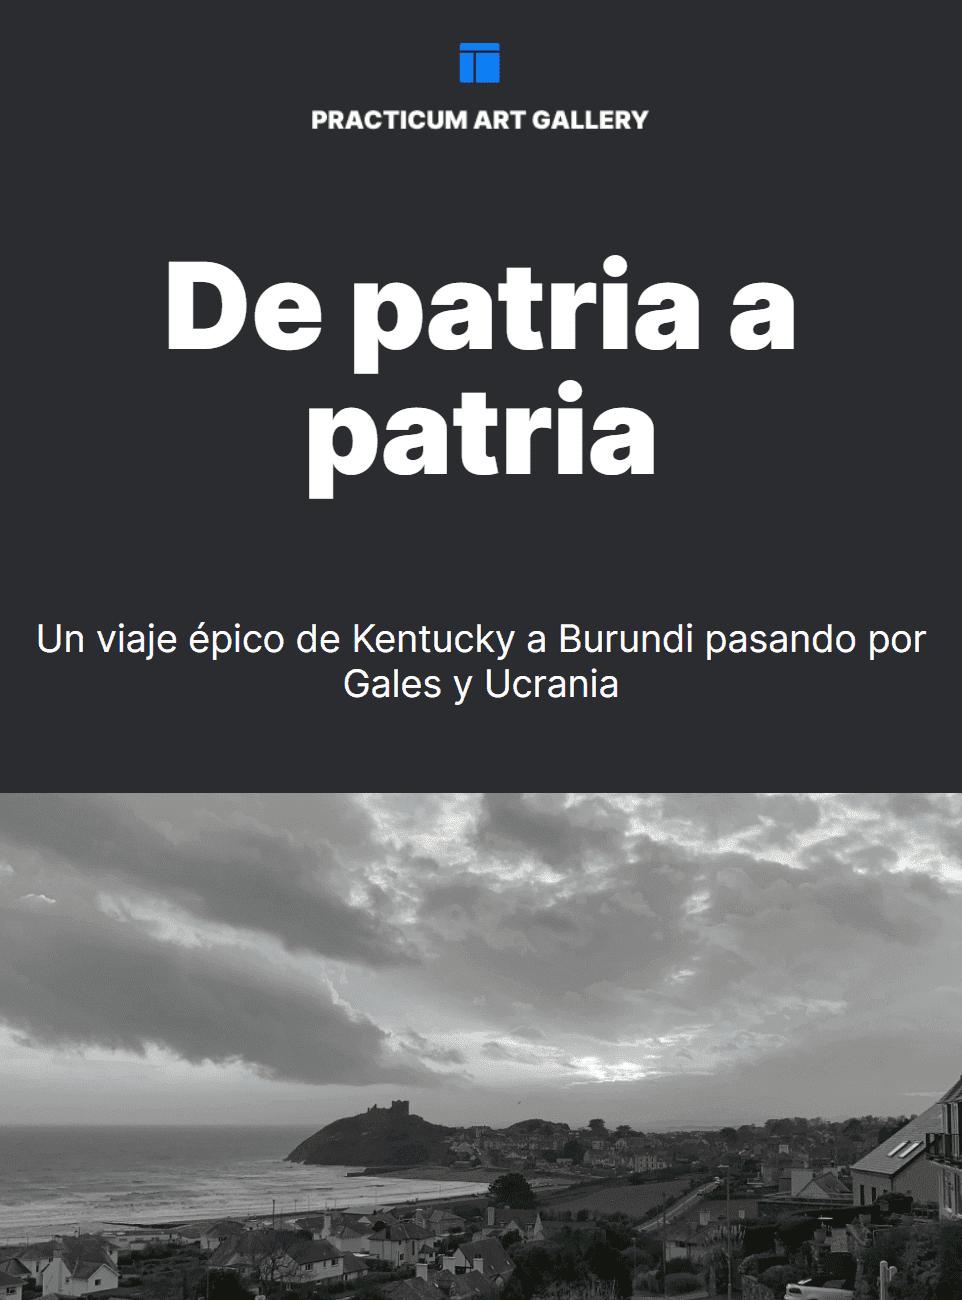 PRACTICUM ART GALLERY
De patria a
patria
Un viaje épico de Kentucky a Burundi pasando por
Gales y Ucrania